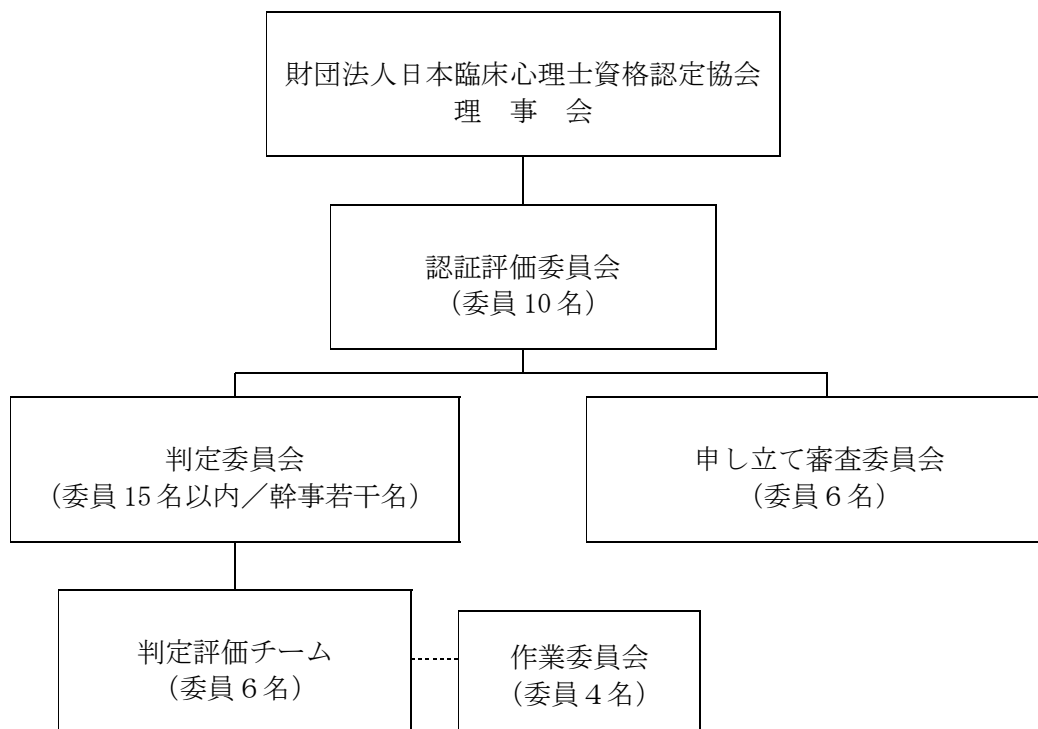 財団法人日本臨床心理士資格認定協会
理　事　会
認証評価委員会
（委員 10 名）
判定委員会
（委員 15 名以内／幹事若干名）
申し立て審査委員会
（委員６名）
判定評価チーム
（委員６名）
作業委員会
（委員４名）